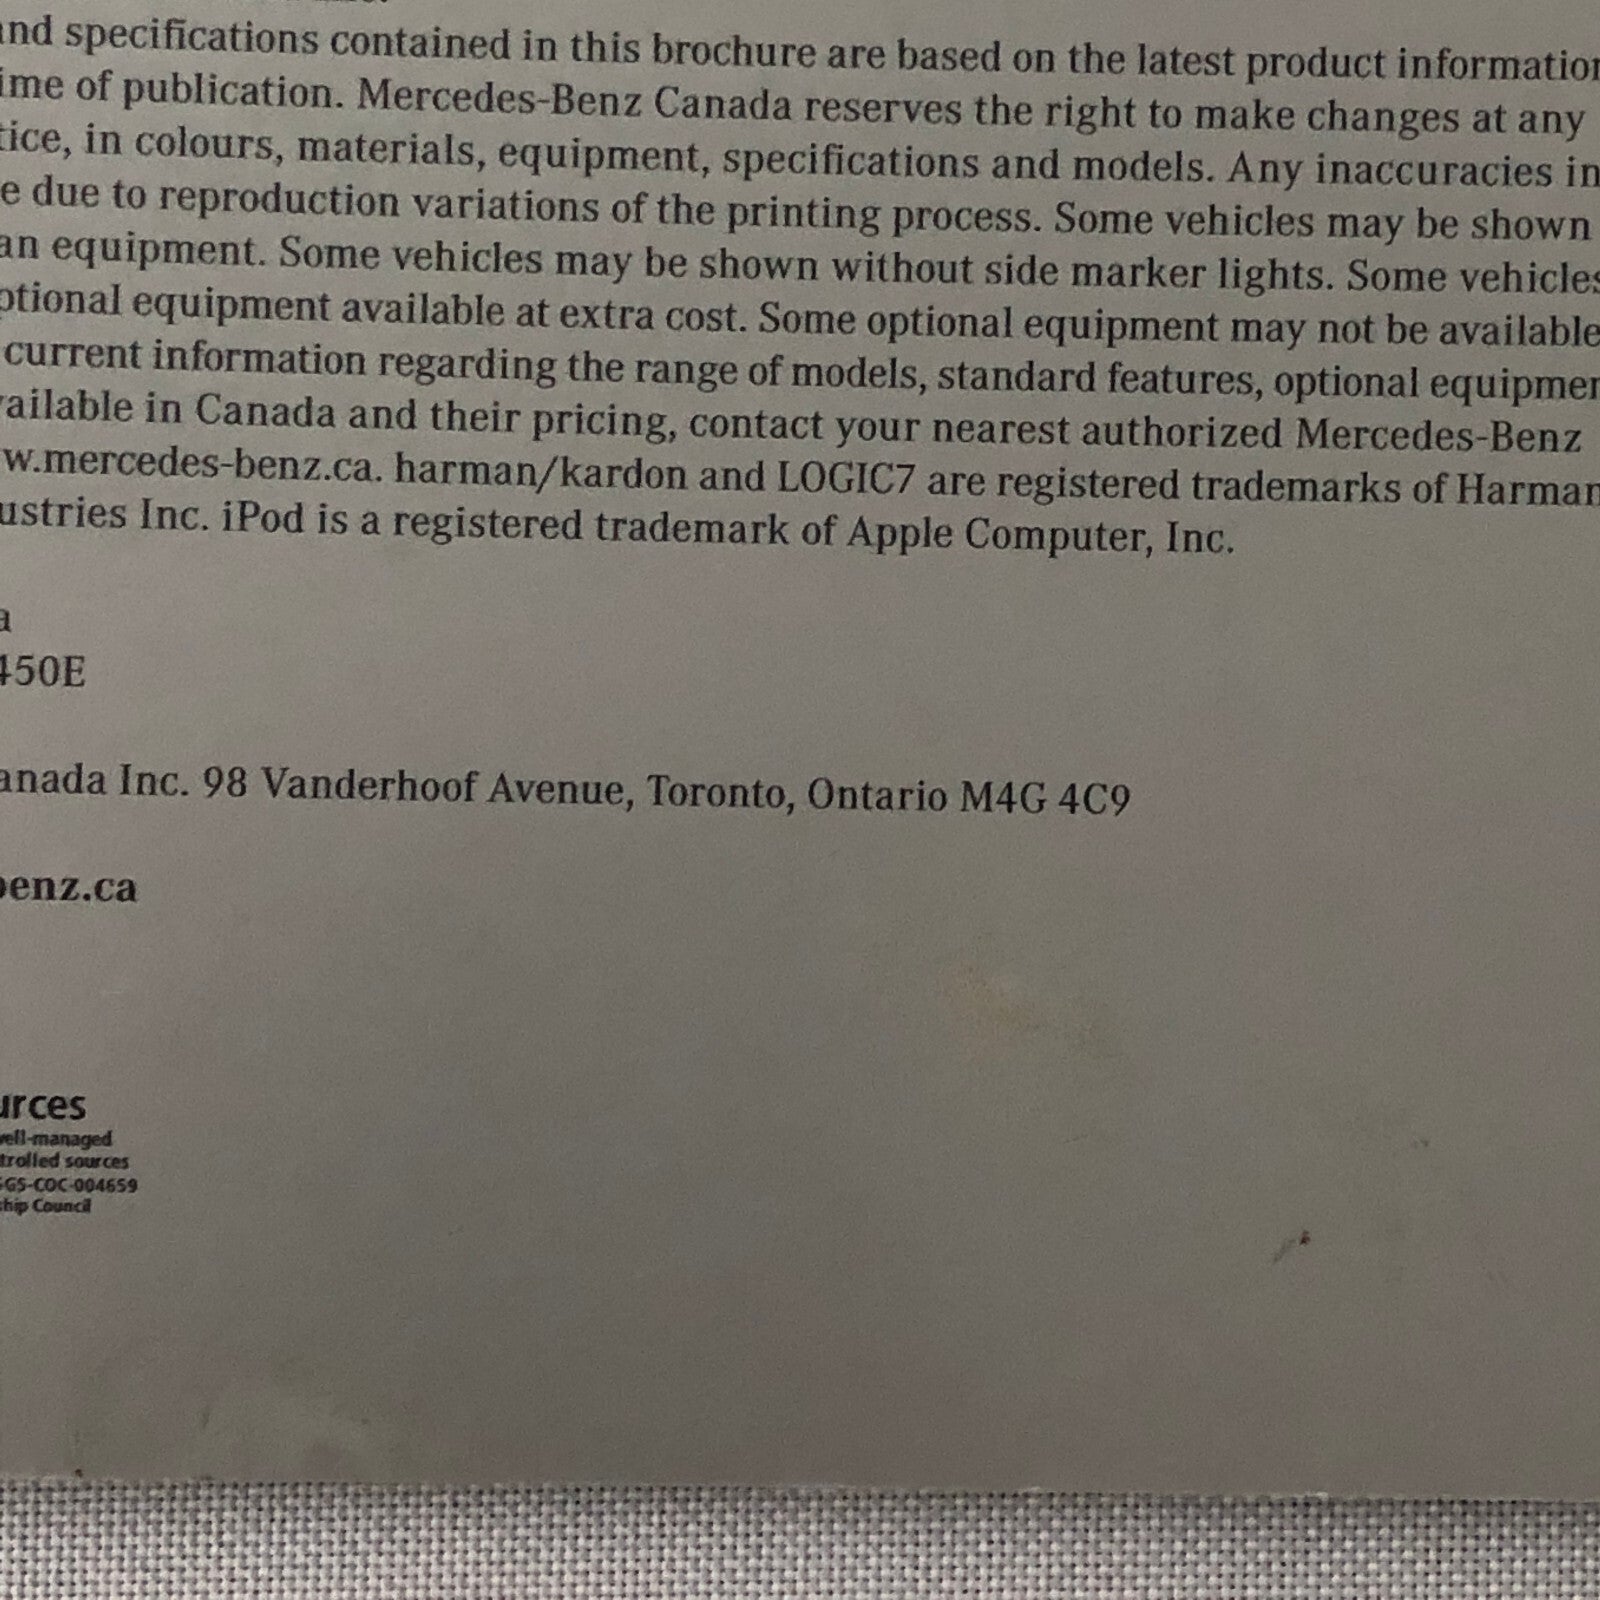 and specifications contained in this brochure are based on the latest product information
ime of publication. Mercedes-Benz Canada reserves the right to make changes at any
tice, in colours, materials, equipment, specifications and models. Any inaccuracies in
e due to reproduction variations of the printing process. Some vehicles may be shown
an equipment. Some vehicles may be shown without side marker lights. Some vehicles
ptional equipment available at extra cost. Some optional equipment may not be available
current information regarding the range of models, standard features, optional equipmen
vailable in Canada and their pricing, contact your nearest authorized Mercedes-Benz
w.mercedes-benz.ca. harman/kardon and LOGIC7 are registered trademarks of Harman
ustries Inc. iPod is a registered trademark of Apple Computer, Inc.
a
450E
anada Inc. 98 Vanderhoof Avenue, Toronto, Ontario M4G 4C9
benz.ca
urces
well-managed
trolled sources
SGS-COC-004659
ship Council